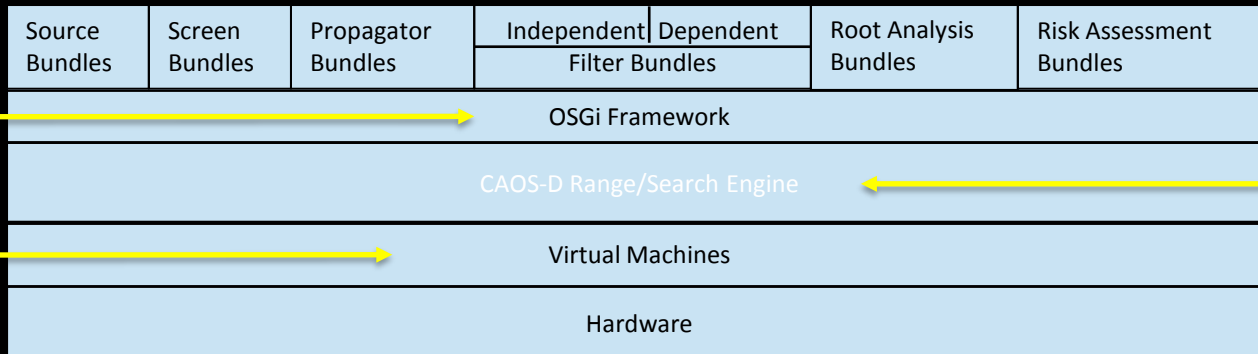 Source
Bundles
Screen
Bundles
Propagator
Bundles
Independent Dependent
Filter Bundles
Root Analysis
Bundles
Risk Assessment
Bundles
OSGi Framework
CAOS-D Range/Search Engine
Virtual Machines
Hardware